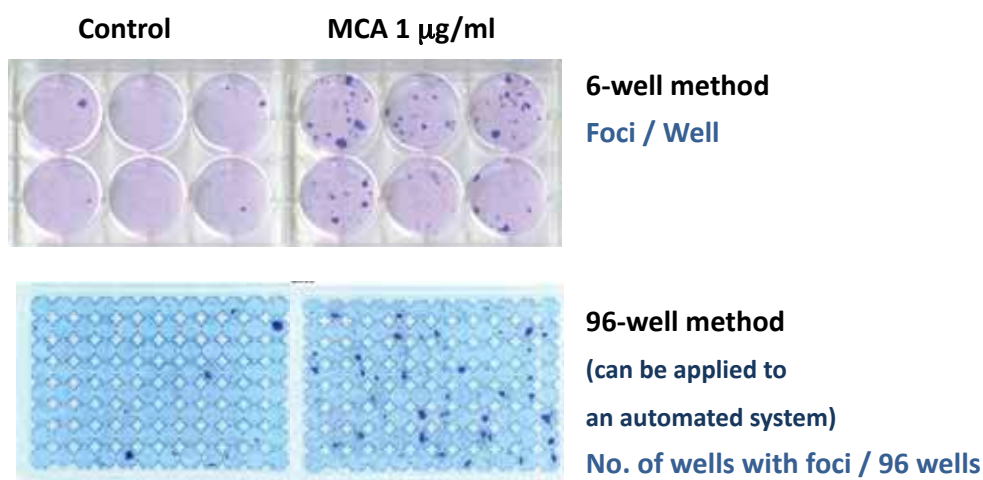 Control
MCA 1 μg/ml
6-well method
Foci / Well
96-well method
(can be applied to
an automated system)
No. of wells with foci / 96 wells